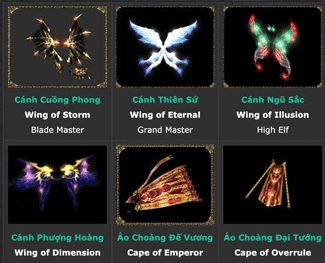 Cánh Cuồng Phong
Wing of Storm
Blade Master
Cánh Thiên Sứ
Wing of Eternal
Grand Master
Cánh Ngũ Sắc
Wing of Illusion
High Elf
Cánh Phượng Hoàng
Wing of Dimension
Áo Choàng Đế Vương
Cape of Emperor
Áo Choàng Đại Tướng
Cape of Overrule